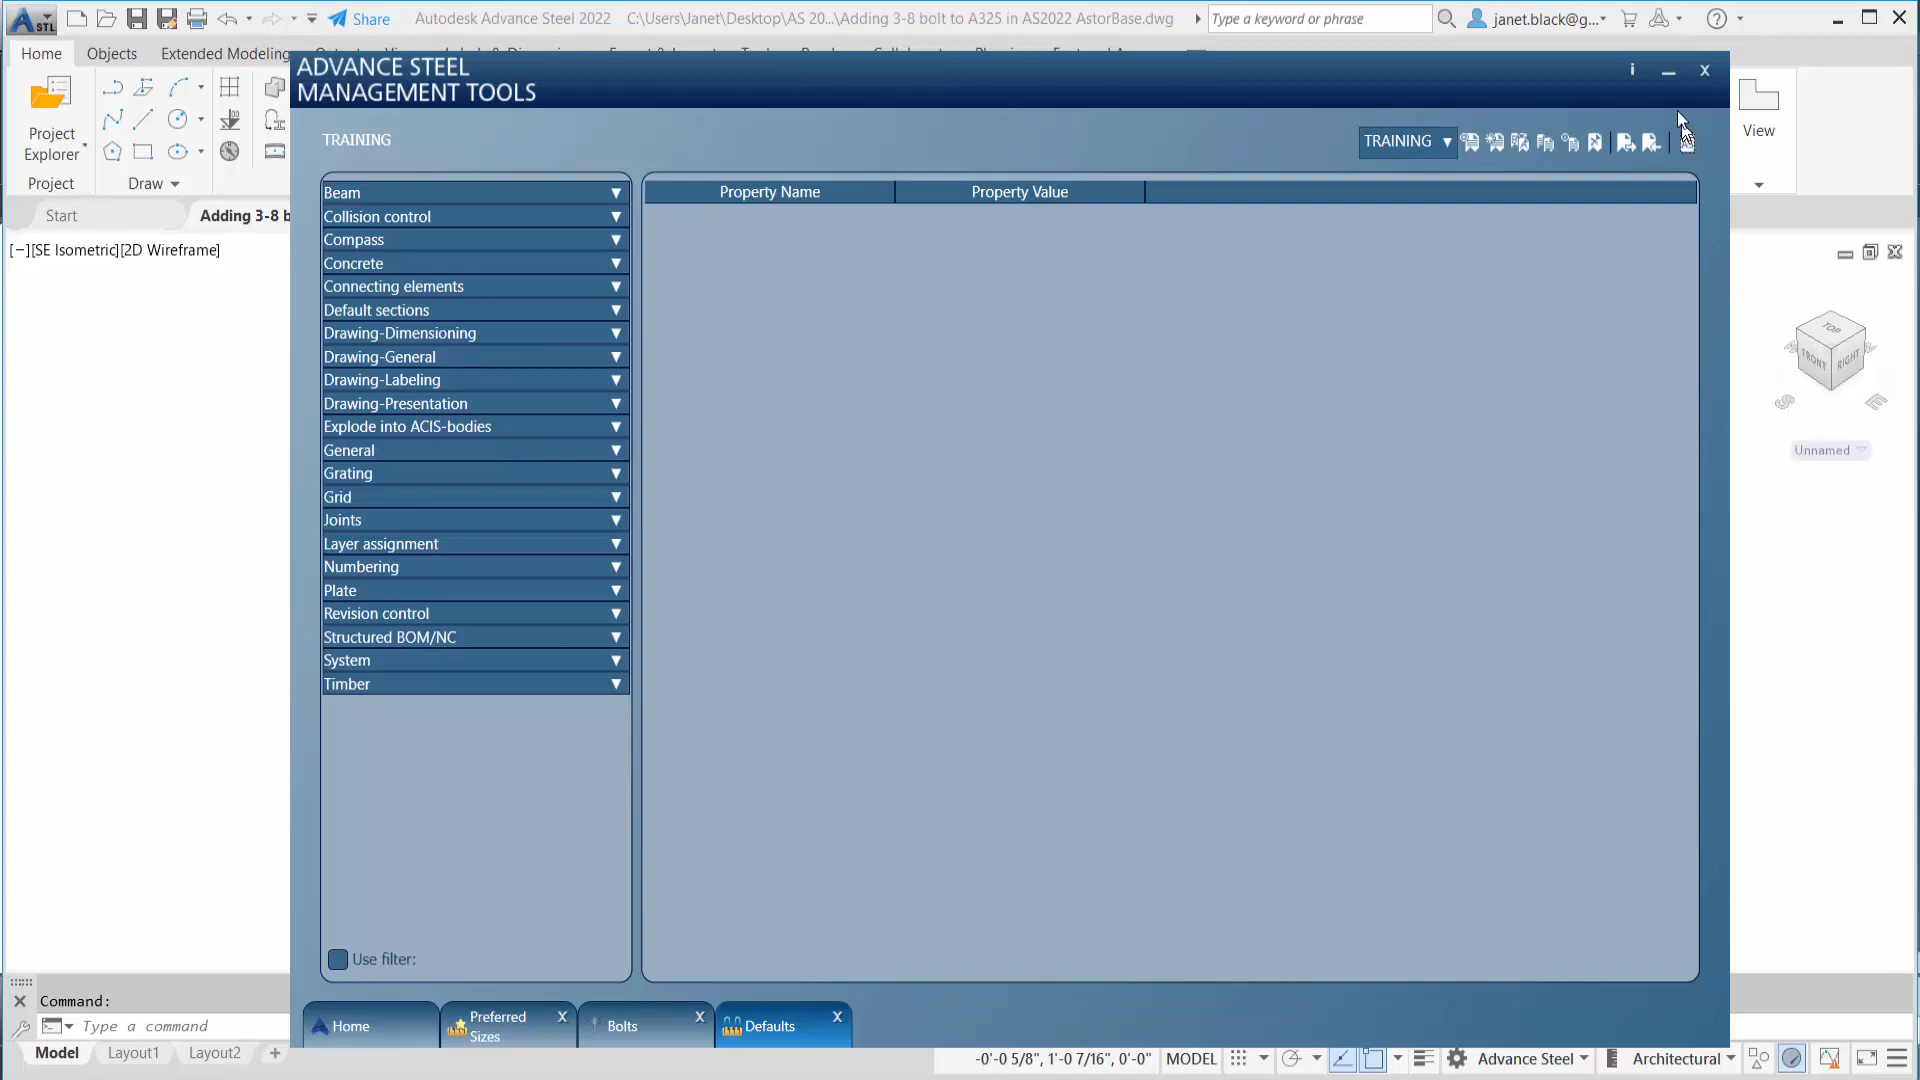 Share
Autodesk Advance Steel 2022 C:\Users\Janet\Desktop\AS 20...\Adding 3-8 bolt to A325 in AS2022 AstorBase.dwg
Type a keyword or phrase
janet.black@g...
Home
Objects
Extended Modeling
ADVANCE STEEL
MANAGEMENT TOOLS
i
x
Project
Explorer
View
Project
Draw
TRAINING
TRAINING
Start
Adding 3-8 b
[−][SE Isometric][2D Wireframe]
Property Name
Property Value
Beam
Collision control
Compass
Concrete
Connecting elements
Default sections
Drawing-Dimensioning
Drawing-General
Drawing-Labeling
Drawing-Presentation
Explode into ACIS-bodies
General
Grating
Grid
Joints
Layer assignment
Numbering
Plate
Revision control
Structured BOM/NC
System
Timber
Use filter:
TOP
FRONT
RIGHT
S
E
Unnamed
Command:
Type a command
Home
Preferred
Sizes
X
Bolts
X
Defaults
X
Model
Layout1
Layout2
+
-0'-0 5/8", 1'-0 7/16", 0'-0"
MODEL
Advance Steel
Architectural